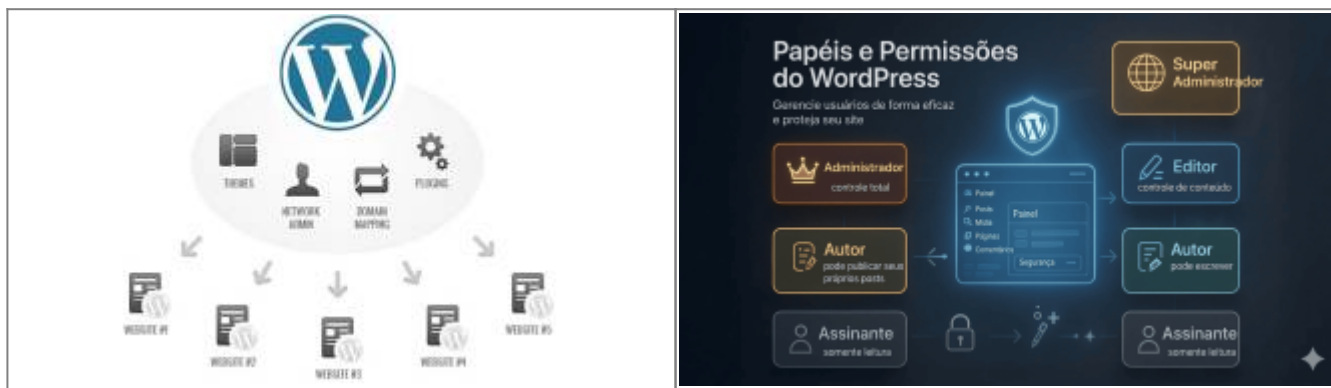 THEMES
PLUGINS
NETWORK
ADMIN
DOMAIN
MAPPING
WEBSITE #1
WEBSITE #2
WEBSITE #3
WEBSITE #4
WEBSITE #5
Papéis e Permissões
do WordPress
Gerencie usuários de forma eficaz
e proteja seu site
Super
Administrador
Administrador
controle total
Editor
controle de conteúdo
Painel
Posts
Mídia
Páginas
Comentários
Painel
Segurança
Autor
pode publicar seus
próprios posts
Autor
pode escrever
Assinante
somente leitura
Assinante
somente leitura